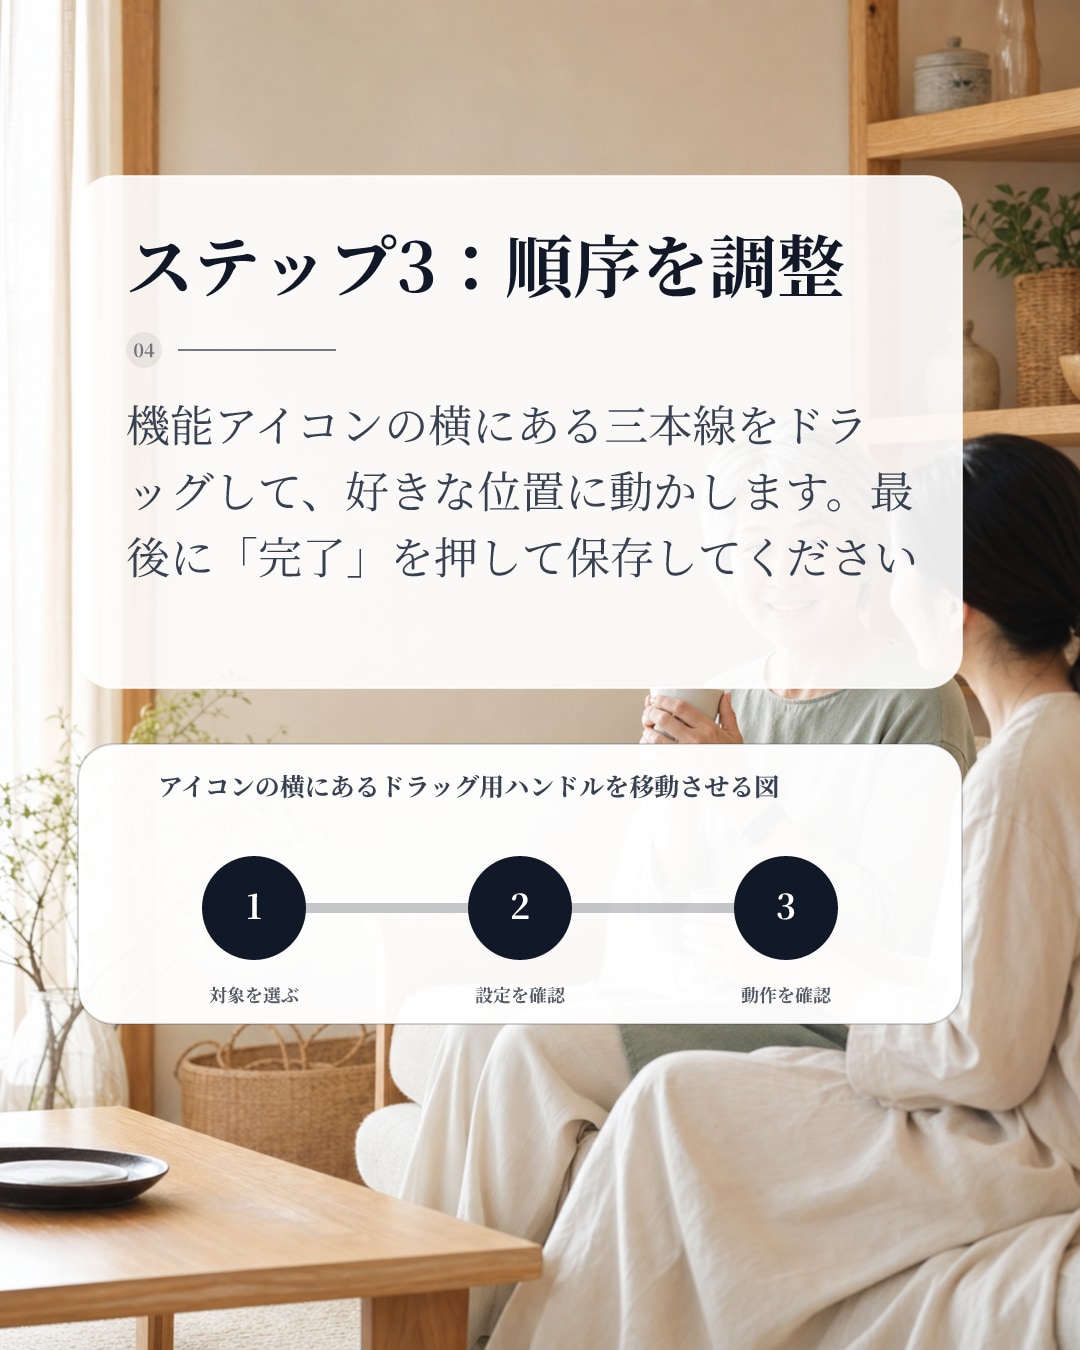 ステップ3：順序を調整
04
機能アイコンの横にある三本線をドラ
ッグして、好きな位置に動かします。最
後に「完了」を押して保存してください
アイコンの横にあるドラッグ用ハンドルを移動させる図
1
2
3
対象を選ぶ
設定を確認
動作を確認